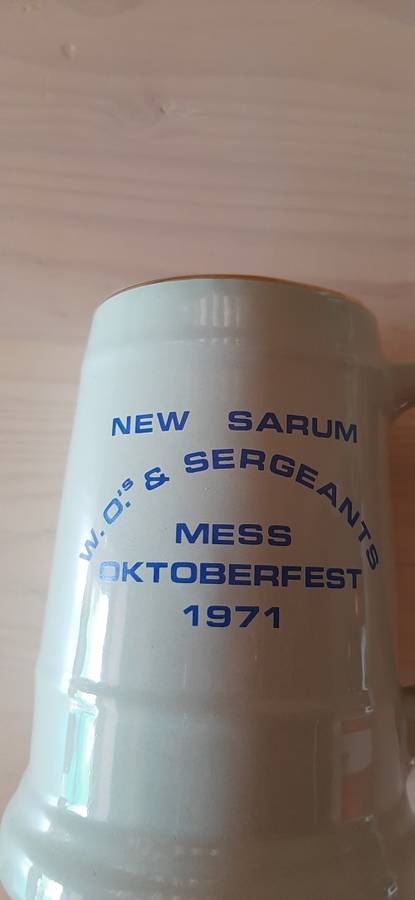 NEW SARUM
W.O.'s & SERGEANTS
MESS
OKTOBERFEST
1971